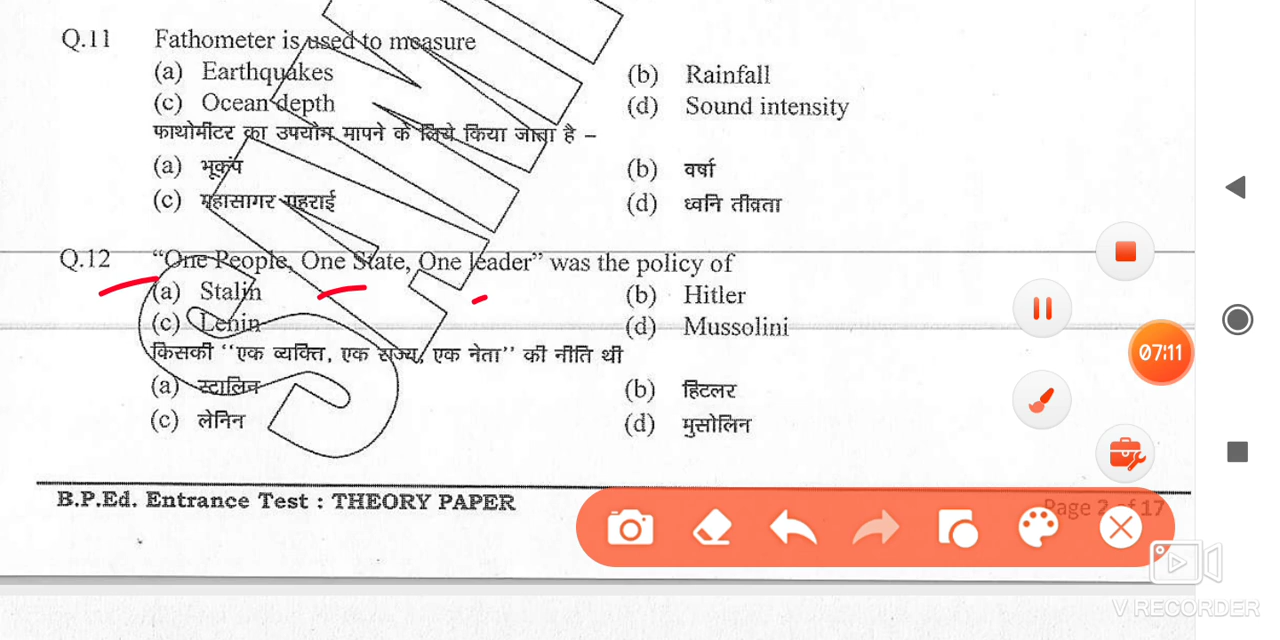 Q.11 Fathometer is used to measure
(a) Earthquakes (b) Rainfall
(c) Ocean depth (d) Sound intensity
फाथोमीटर का उपयोग मापने के लिये किया जाता है –
(a) भूकंप (b) वर्षा
(c) महासागर गहराई (d) ध्वनि तीव्रता
Q.12 “One People, One State, One leader” was the policy of
(a) Stalin (b) Hitler
(c) Lenin (d) Mussolini
किसकी ‘‘एक व्यक्ति, एक राज्य, एक नेता’’ की नीति थी
(a) स्टालिन (b) हिटलर
(c) लेनिन (d) मुसोलिन
B.P.Ed. Entrance Test : THEORY PAPER Page 2 of 17
07:11
V RECORDER